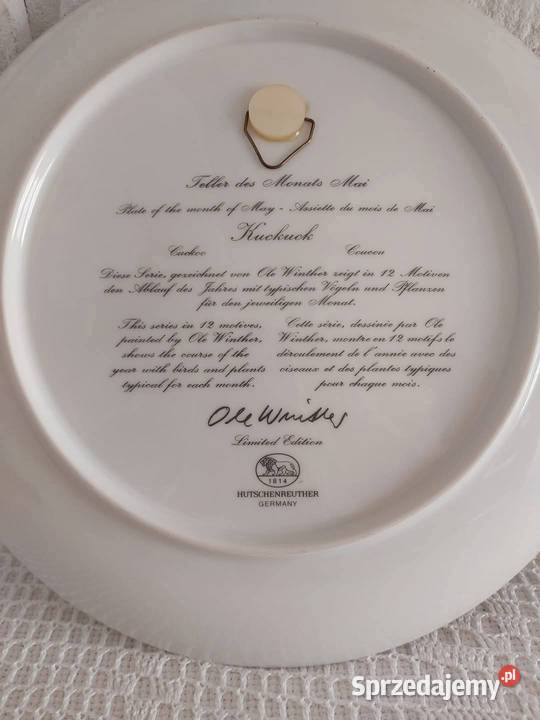 Teller des Monats Mai
Plate of the month of May - Assiette du mois de Mai
Kuckuck
Cuckoo Coucou
Diese Serie, gezeichnet von Ole Winther zeigt in 12 Motiven
den Ablauf des Jahres mit typischen Vögeln und Pflanzen
für den jeweiligen Monat.
This series in 12 motives,
painted by Ole Winther,
shows the course of the
year with birds and plants
typical for each month.
Cette série, dessinée par Ole
Winther, montre en 12 motifs le
déroulement de l'année avec des
oiseaux et des plantes typiques
pour chaque mois.
Ole Winther
Limited Edition
1814
HUTSCHENREUTHER
GERMANY
Sprzedajemy.pl